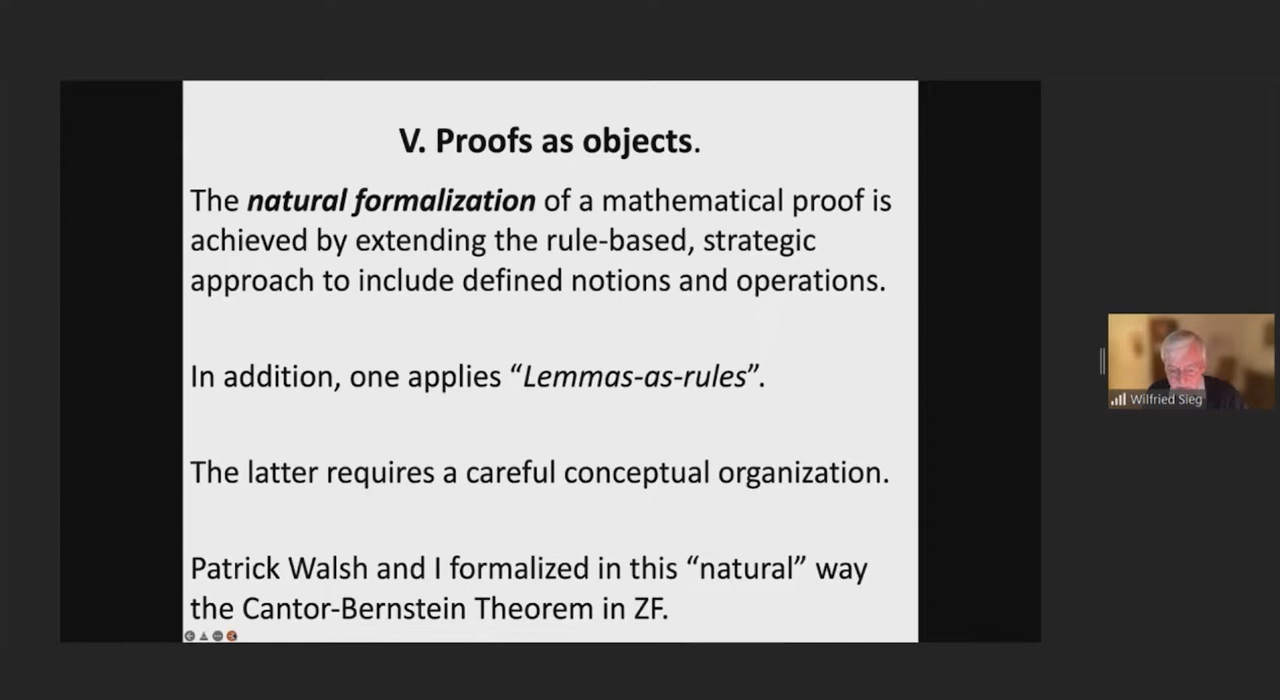 V. Proofs as objects.
The natural formalization of a mathematical proof is
achieved by extending the rule-based, strategic
approach to include defined notions and operations.
In addition, one applies “Lemmas-as-rules”.
The latter requires a careful conceptual organization.
Patrick Walsh and I formalized in this “natural” way
the Cantor-Bernstein Theorem in ZF.
Wilfried Sieg